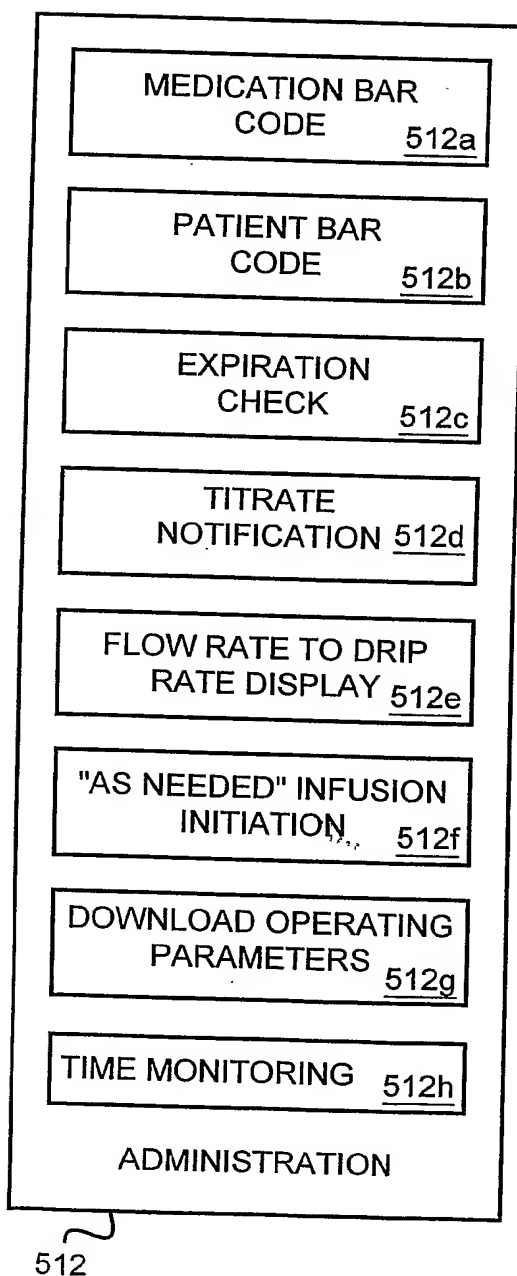 MEDICATION BAR
CODE 512a
PATIENT BAR
CODE 512b
EXPIRATION
CHECK 512c
TITRATE
NOTIFICATION 512d
FLOW RATE TO DRIP
RATE DISPLAY 512e
"AS NEEDED" INFUSION
INITIATION 512f
DOWNLOAD OPERATING
PARAMETERS 512g
TIME MONITORING 512h
ADMINISTRATION
512